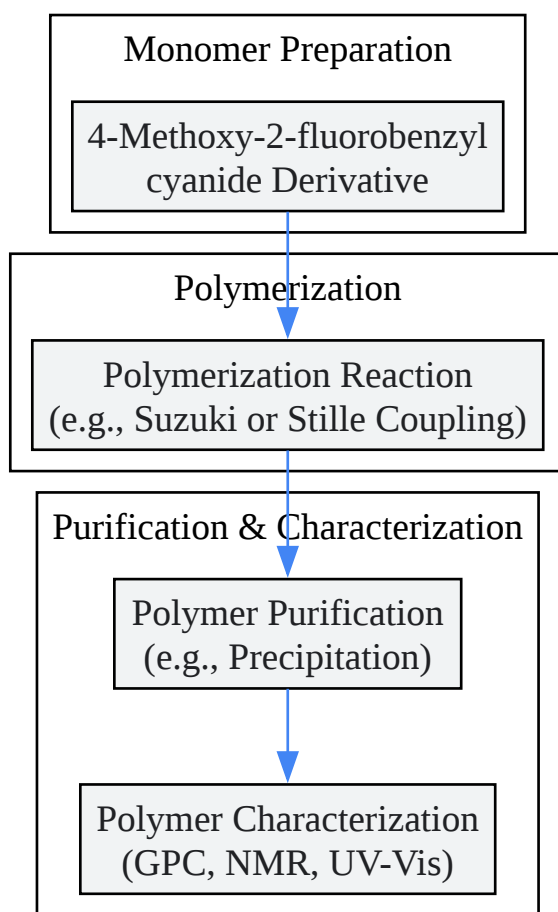 Monomer Preparation
4-Methoxy-2-fluorobenzyl
cyanide Derivative
Polymerization
Polymerization Reaction
(e.g., Suzuki or Stille Coupling)
Purification & Characterization
Polymer Purification
(e.g., Precipitation)
Polymer Characterization
(GPC, NMR, UV-Vis)